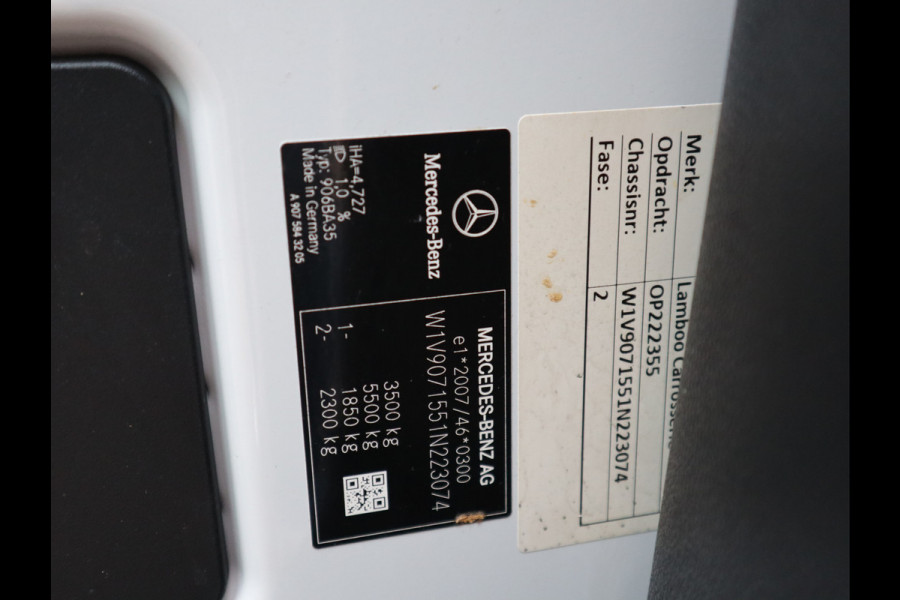 Mercedes-Benz
iHA=4,727
1,0 %
Typ: 906BA35
Made in Germany
A 907 584 32 05
MERCEDES-BENZ AG
e1*2007/46*0300
W1V9071551N223074
3500 kg
5500 kg
1- 1850 kg
2- 2300 kg
Merk: Lamboo
Opdracht: OP222355
Chassisnr: W1V9071551N223074
Fase: 2